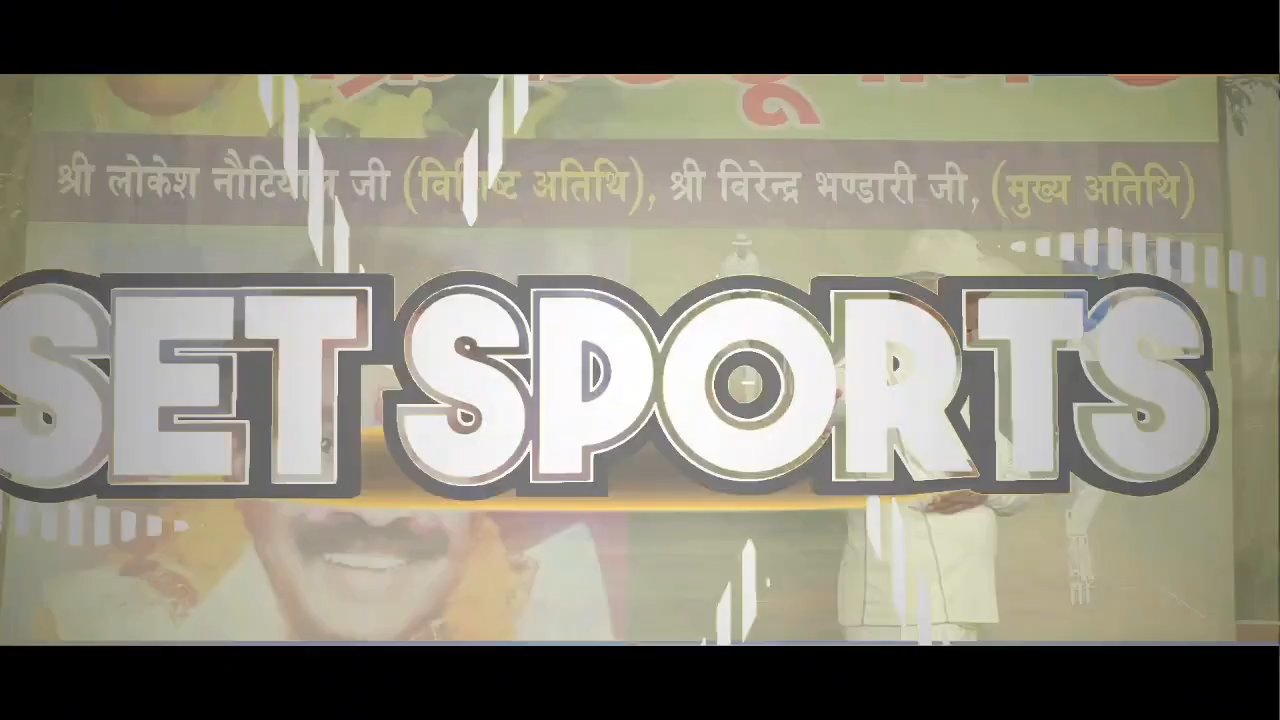 श्री लोकेश नौटियाल जी (विशिष्ट अतिथि), श्री विरेन्द्र भण्डारी जी, (मुख्य अतिथि)
SET SPORTS